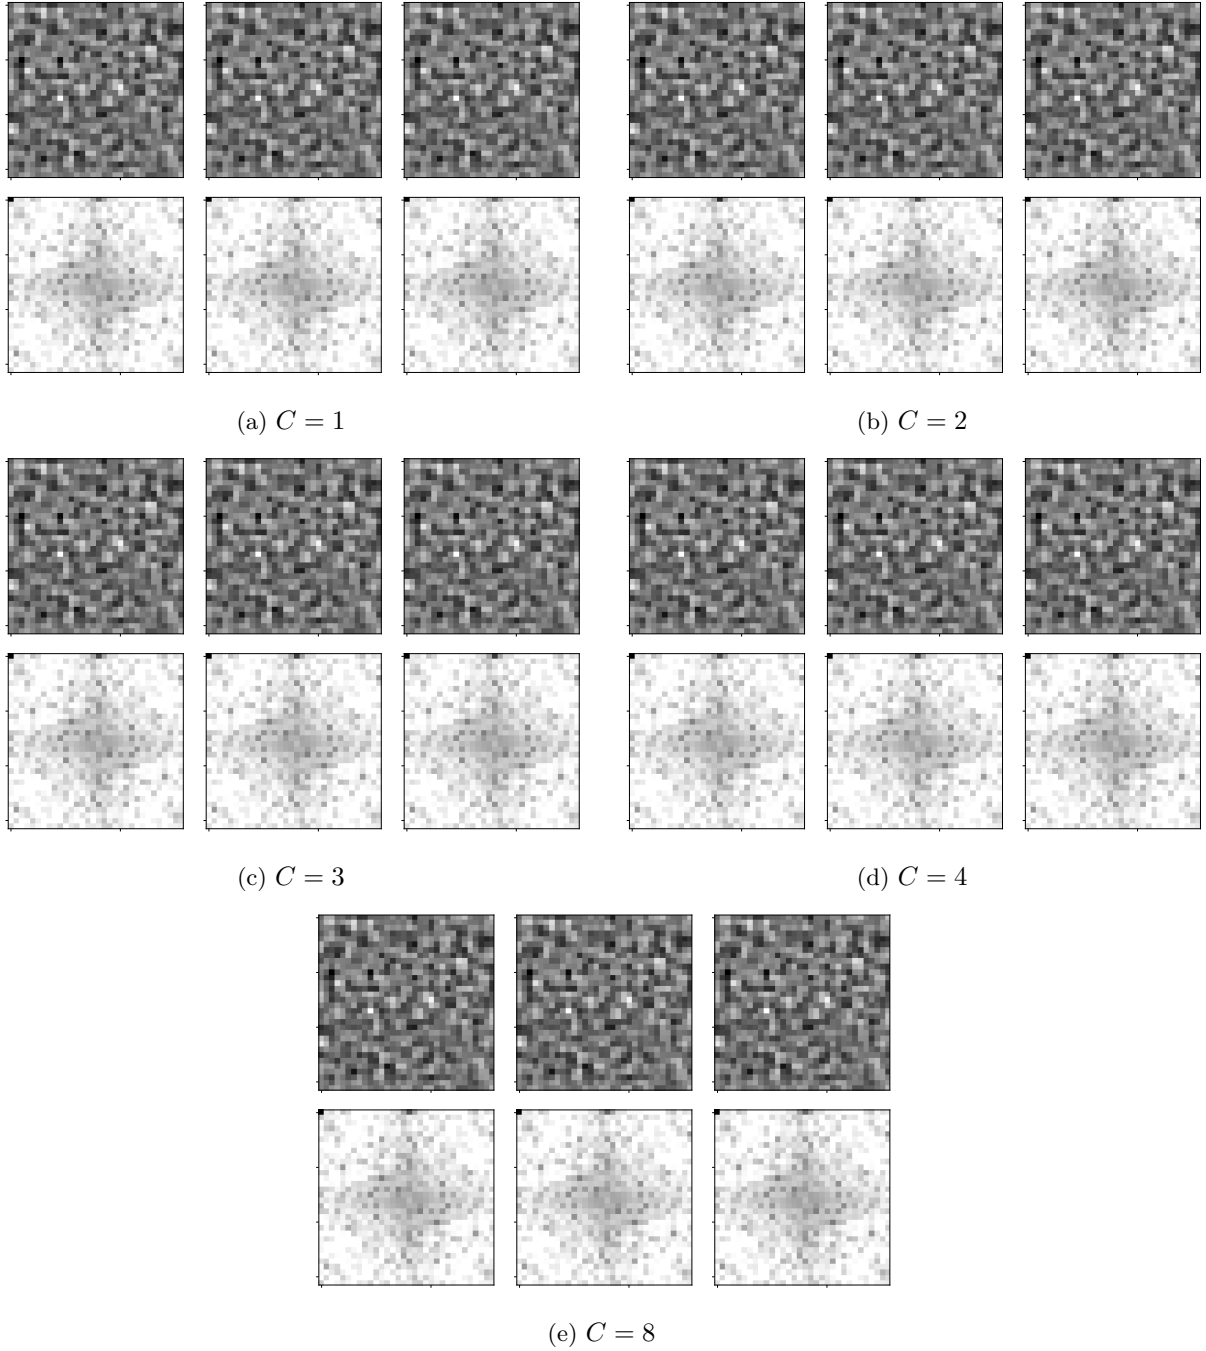 (a) C = 1
(b) C = 2
(c) C = 3
(d) C = 4
(e) C = 8